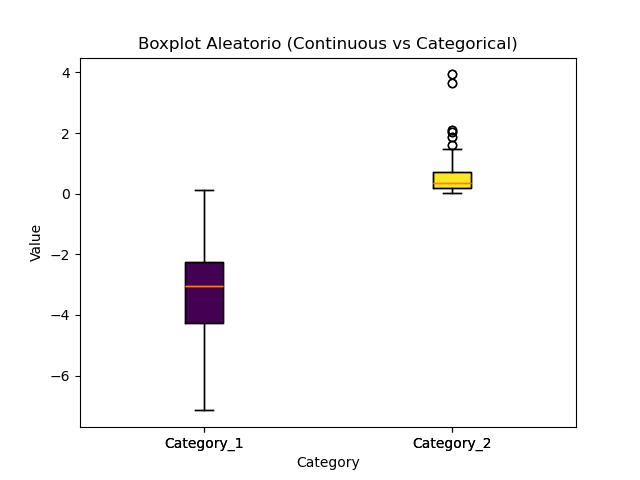 Boxplot Aleatorio (Continuous vs Categorical)
4
2
0
−2
−4
−6
Value
Category_1
Category_2
Category